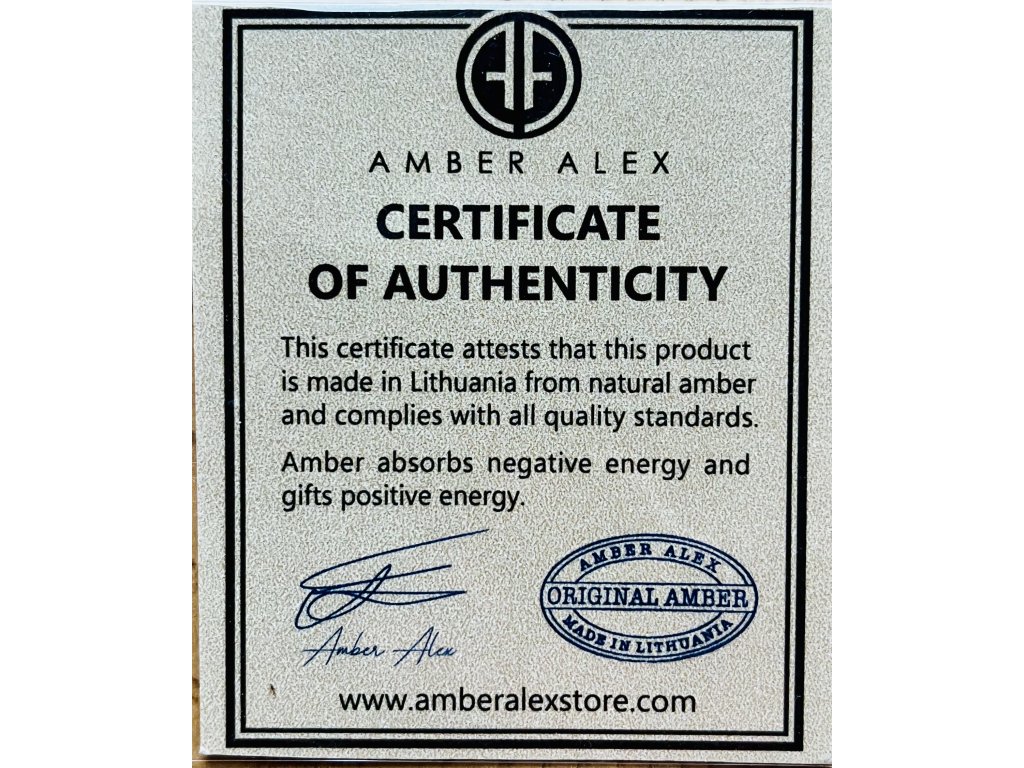 AMBER ALEX
CERTIFICATE
OF AUTHENTICITY
This certificate attests that this product
is made in Lithuania from natural amber
and complies with all quality standards.
Amber absorbs negative energy and
gifts positive energy.
Amber Alex
AMBER ALEX
ORIGINAL AMBER
MADE IN LITHUANIA
www.amberalexstore.com